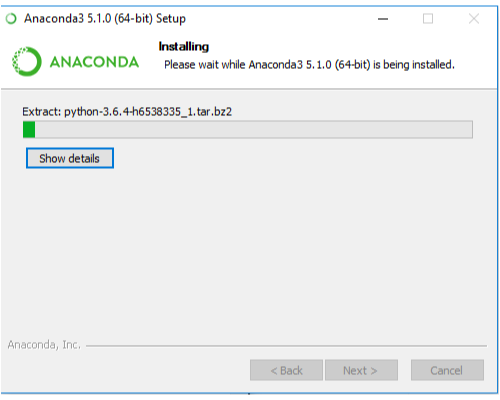 Anaconda3 5.1.0 (64-bit) Setup
ANACONDA
Installing
Please wait while Anaconda3 5.1.0 (64-bit) is being installed.
Extract: python-3.6.4-h6538335_1.tar.bz2
Show details
Anaconda, Inc.
< Back Next > Cancel